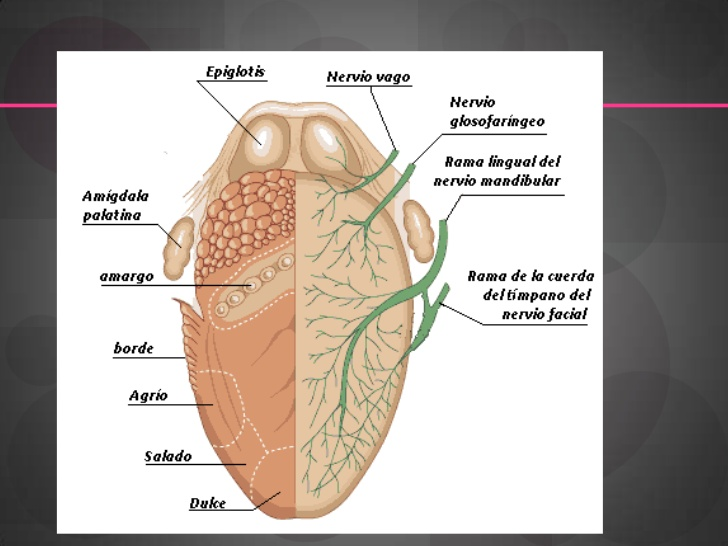 Epiglotis
Nervio vago
Nervio
glosofaríngeo
Rama lingual del
nervio mandibular
Amígdala
palatina
amargo
Rama de la cuerda
del tímpano del
nervio facial
borde
Agrío
Salado
Dulce